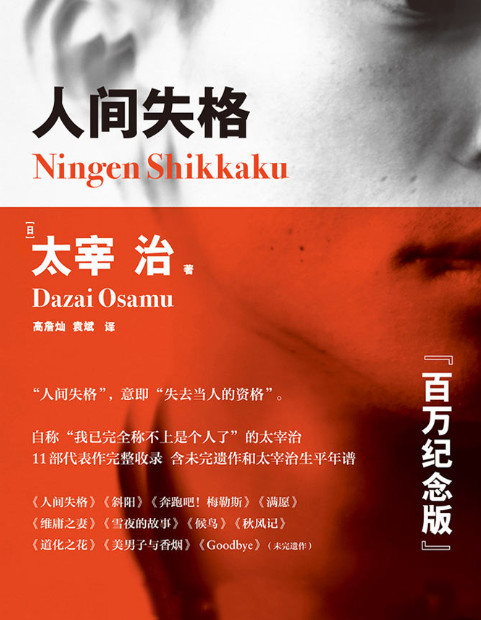 人间失格
Ningen Shikkaku
[日]
太宰 治 著
Dazai Osamu
高詹灿 袁斌 译
“人间失格”，意即“失去当人的资格”。
自称“我已完全称不上是个人了”的太宰治
11部代表作完整收录 含未完遗作和太宰治生平年谱
《人间失格》《斜阳》《奔跑吧！梅勒斯》《满愿》
《维庸之妻》《雪夜的故事》《候鸟》《秋风记》
《道化之花》《美男子与香烟》《Goodbye》（未完遗作）
『百万纪念版』